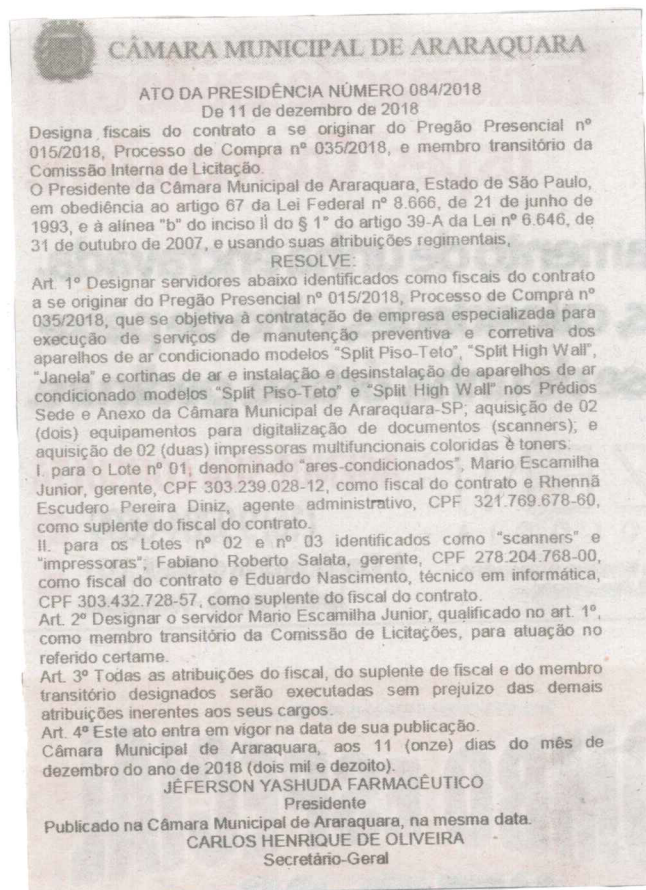 CÂMARA MUNICIPAL DE ARARAQUARA
ATO DA PRESIDÊNCIA NÚMERO 084/2018
De 11 de dezembro de 2018
Designa fiscais do contrato a se originar do Pregão Presencial nº
015/2018, Processo de Compra nº 035/2018, e membro transitório da
Comissão Interna de Licitação.
O Presidente da Câmara Municipal de Araraquara, Estado de São Paulo,
em obediência ao artigo 67 da Lei Federal nº 8.666, de 21 de junho de
1993, e à alínea "b" do inciso II do § 1° do artigo 39-A da Lei nº 6.646, de
31 de outubro de 2007, e usando suas atribuições regimentais,
RESOLVE:
Art. 1º Designar servidores abaixo identificados como fiscais do contrato
a se originar do Pregão Presencial nº 015/2018, Processo de Compra nº
035/2018, que se objetiva à contratação de empresa especializada para
execução de serviços de manutenção preventiva e corretiva dos
aparelhos de ar condicionado modelos "Split Piso-Teto", "Split High Wall",
"Janela" e cortinas de ar e instalação e desinstalação de aparelhos de ar
condicionado modelos "Split Piso-Teto" e "Split High Wall" nos Prédios
Sede e Anexo da Câmara Municipal de Araraquara-SP; aquisição de 02
(dois) equipamentos para digitalização de documentos (scanners); e
aquisição de 02 (duas) impressoras multifuncionais coloridas e toners:
I. para o Lote nº 01, denominado "ares-condicionados", Mario Escamilha
Junior, gerente, CPF 303.239.028-12, como fiscal do contrato e Rhennã
Escudero Pereira Diniz, agente administrativo, CPF 321.769.678-60,
como suplente do fiscal do contrato.
II. para os Lotes nº 02 e nº 03 identificados como "scanners" e
"impressoras", Fabiano Roberto Salata, gerente, CPF 278.204.768-00,
como fiscal do contrato e Eduardo Nascimento, técnico em informática,
CPF 303.432.728-57, como suplente do fiscal do contrato.
Art. 2º Designar o servidor Mario Escamilha Junior, qualificado no art. 1º,
como membro transitório da Comissão de Licitações, para atuação no
referido certame.
Art. 3º Todas as atribuições do fiscal, do suplente de fiscal e do membro
transitório designados serão executadas sem prejuízo das demais
atribuições inerentes aos seus cargos.
Art. 4º Este ato entra em vigor na data de sua publicação.
Câmara Municipal de Araraquara, aos 11 (onze) dias do mês de
dezembro do ano de 2018 (dois mil e dezoito).
JÉFERSON YASHUDA FARMACÊUTICO
Presidente
Publicado na Câmara Municipal de Araraquara, na mesma data.
CARLOS HENRIQUE DE OLIVEIRA
Secretário-Geral